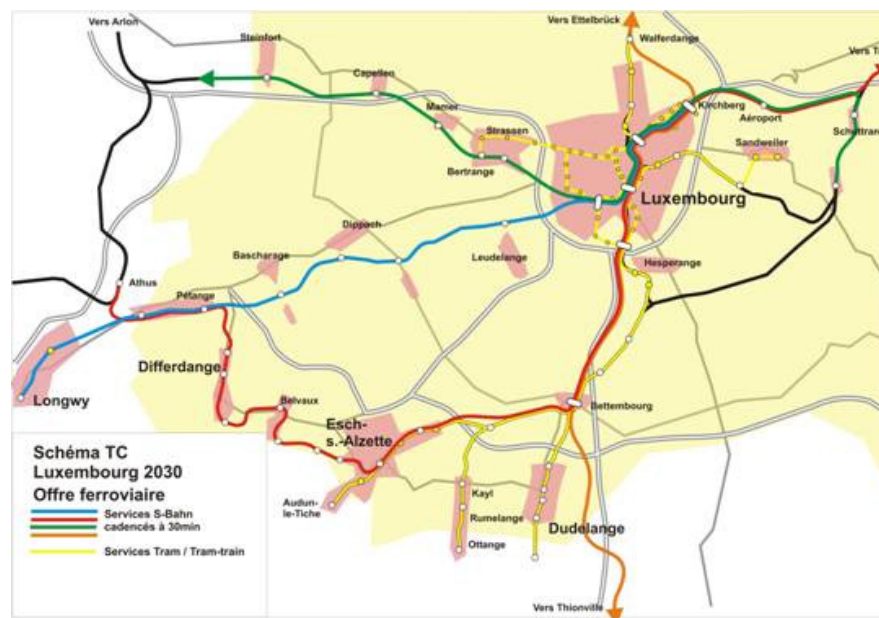 Vers Arlon
Vers Ettelbrück
Steinfort
Walferdange
Capellen
Kirchberg
Aéroport
Mamer
Strassen
Sandweiler
Bertrange
Luxembourg
Dippach
Bascharage
Leudelange
Hesperange
Athus
Pétange
Differdange
Longwy
Belvaux
Bettembourg
Esch-
s.-Alzette
Schéma TC
Luxembourg 2030
Offre ferroviaire
Services S-Bahn
cadencés à 30min
Services Tram / Tram-train
Audun-
le-Tiche
Kayl
Rumelange
Ottange
Dudelange
Vers Thionville